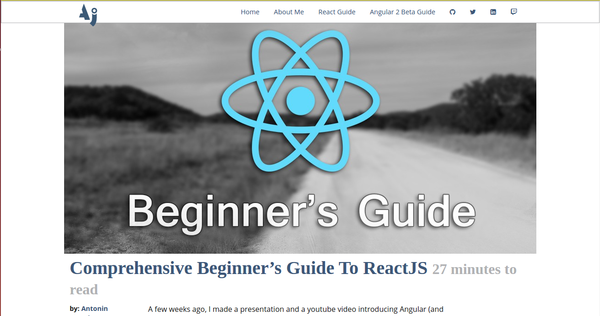 Aj
Home About Me React Guide Angular 2 Beta Guide
Beginner's Guide
Comprehensive Beginner’s Guide To ReactJS 27 minutes to
read
by: Antonin
A few weeks ago, I made a presentation and a youtube video introducing Angular (and